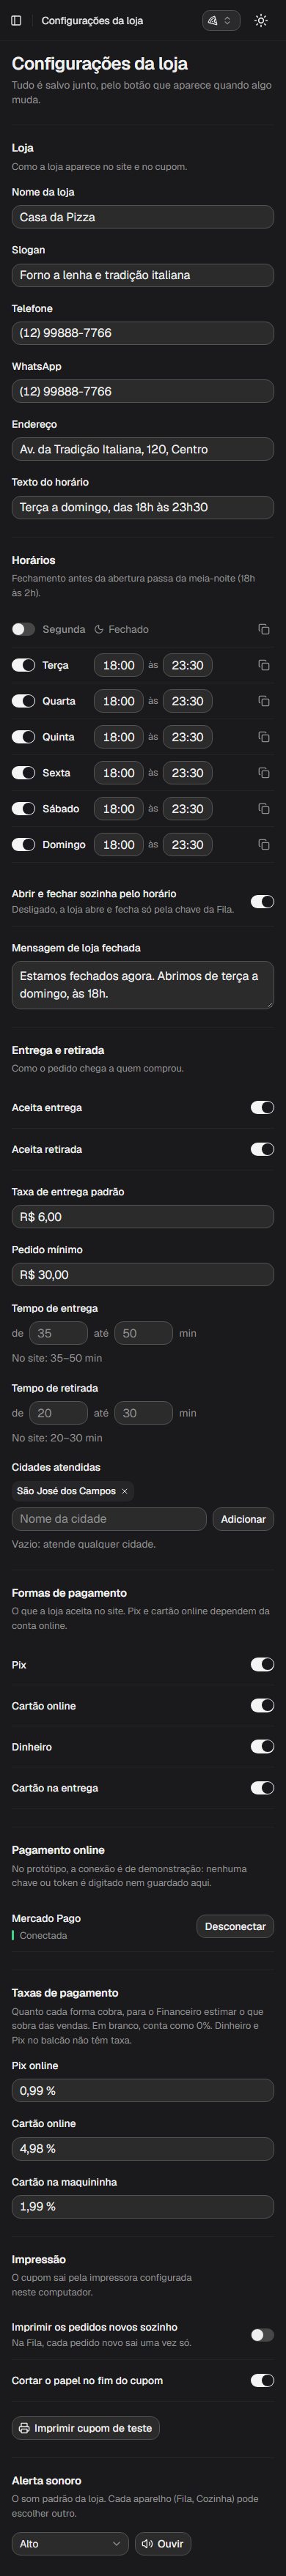 Configurações da loja
Configurações da loja
Tudo é salvo junto, pelo botão que aparece quando algo
muda.
Loja
Como a loja aparece no site e no cupom.
Nome da loja
Casa da Pizza
Slogan
Forno a lenha e tradição italiana
Telefone
(12) 99888-7766
WhatsApp
(12) 99888-7766
Endereço
Av. da Tradição Italiana, 120, Centro
Texto do horário
Terça a domingo, das 18h às 23h30
Horários
Fechamento antes da abertura passa da meia-noite (18h
às 2h).
Segunda Fechado
Terça 18:00 às 23:30
Quarta 18:00 às 23:30
Quinta 18:00 às 23:30
Sexta 18:00 às 23:30
Sábado 18:00 às 23:30
Domingo 18:00 às 23:30
Abrir e fechar sozinha pelo horário
Desligado, a loja abre e fecha só pela chave da Fila.
Mensagem de loja fechada
Estamos fechados agora. Abrimos de terça a
domingo, às 18h.
Entrega e retirada
Como o pedido chega a quem comprou.
Aceita entrega
Aceita retirada
Taxa de entrega padrão
R$ 6,00
Pedido mínimo
R$ 30,00
Tempo de entrega
de 35 até 50 min
No site: 35–50 min
Tempo de retirada
de 20 até 30 min
No site: 20–30 min
Cidades atendidas
São José dos Campos ×
Nome da cidade Adicionar
Vazio: atende qualquer cidade.
Formas de pagamento
O que a loja aceita no site. Pix e cartão online dependem da
conta online.
Pix
Cartão online
Dinheiro
Cartão na entrega
Pagamento online
No protótipo, a conexão é de demonstração: nenhuma
chave ou token é digitado nem guardado aqui.
Mercado Pago
Conectada
Desconectar
Taxas de pagamento
Quanto cada forma cobra, para o Financeiro estimar o que
sobra das vendas. Em branco, conta como 0%. Dinheiro e
Pix no balcão não têm taxa.
Pix online
0,99 %
Cartão online
4,98 %
Cartão na maquininha
1,99 %
Impressão
O cupom sai pela impressora configurada
neste computador.
Imprimir os pedidos novos sozinho
Na Fila, cada pedido novo sai uma vez só.
Cortar o papel no fim do cupom
Imprimir cupom de teste
Alerta sonoro
O som padrão da loja. Cada aparelho (Fila, Cozinha) pode
escolher outro.
Alto Ouvir